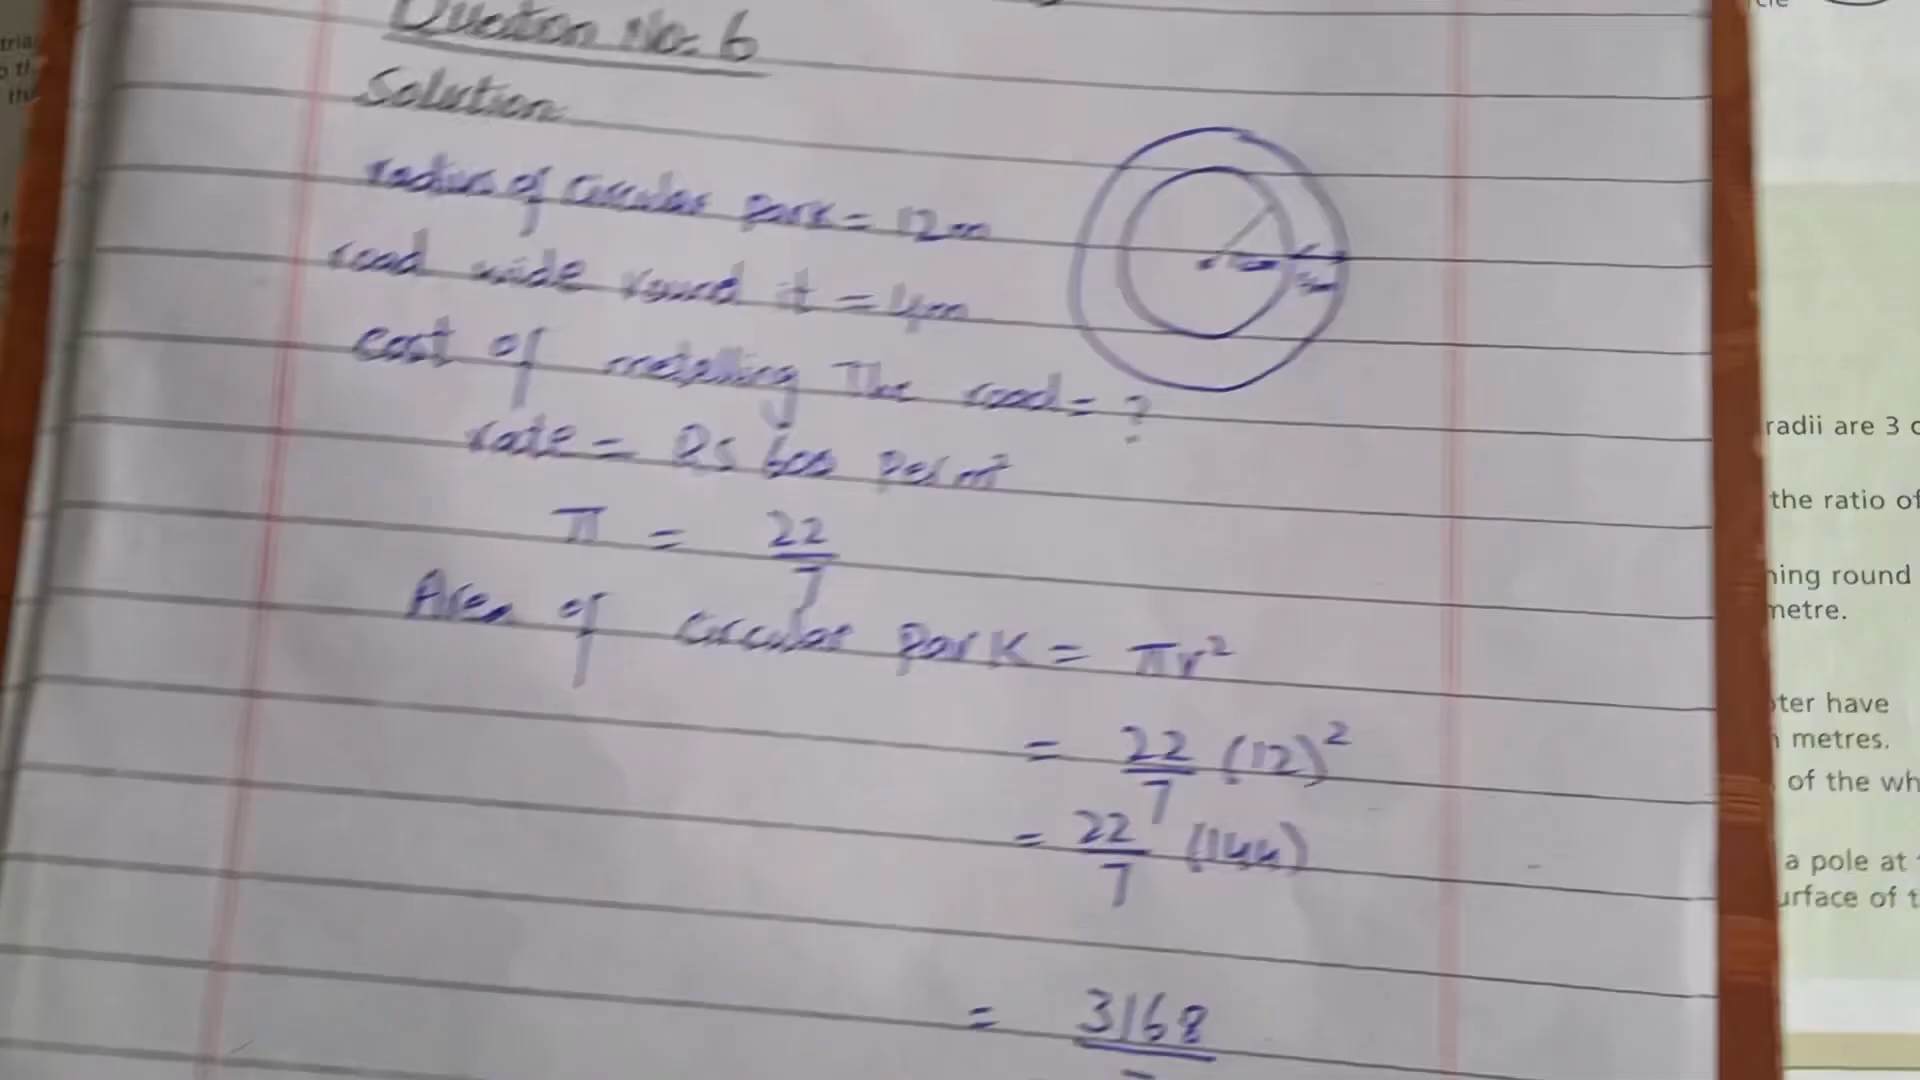 Question No: 6
Solution:
radius of circular park = 12m
road wide round it = 4m
cost of metalling The road = ?
rate = Rs 600 per m²
π = 22/7
Area of circular park = πr²
= 22/7 (12)²
= 22/7 (144)
= 3168
radii are 3 c
the ratio of
ning round
metre.
ter have
metres.
of the wh
a pole at
urface of t